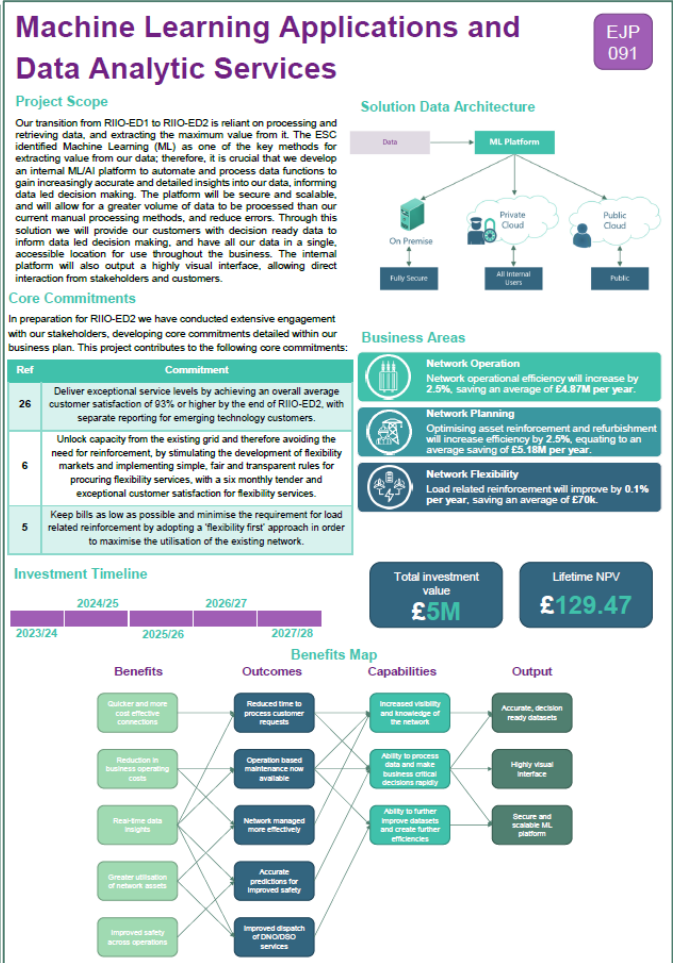 Machine Learning Applications and
Data Analytic Services
EJP
091
Project Scope
Our transition from RIIO-ED1 to RIIO-ED2 is reliant on processing and
retrieving data, and extracting the maximum value from it. The ESC
identified Machine Learning (ML) as one of the key methods for
extracting value from our data; therefore, it is crucial that we develop
an internal ML/AI platform to automate and process data functions to
gain increasingly accurate and detailed insights into our data, informing
data led decision making. The platform will be secure and scalable,
and will allow for a greater volume of data to be processed than our
current manual processing methods, and reduce errors. Through this
solution we will provide our customers with decision ready data to
inform data led decision making, and have all our data in a single,
accessible location for use throughout the business. The internal
platform will also output a highly visual interface, allowing direct
interaction from stakeholders and customers.
Solution Data Architecture
Data
ML Platform
On Premise
Private
Cloud
Public
Cloud
Fully Secure
All Internal
Users
Public
Core Commitments
In preparation for RIIO-ED2 we have conducted extensive engagement
with our stakeholders, developing core commitments detailed within our
business plan. This project contributes to the following core commitments:
Ref
Commitment
26
Deliver exceptional service levels by achieving an overall average
customer satisfaction of 93% or higher by the end of RIIO-ED2, with
separate reporting for emerging technology customers.
6
Unlock capacity from the existing grid and therefore avoiding the
need for reinforcement, by stimulating the development of flexibility
markets and implementing simple, fair and transparent rules for
procuring flexibility services, with a six monthly tender and
exceptional customer satisfaction for flexibility services.
5
Keep bills as low as possible and minimise the requirement for load
related reinforcement by adopting a 'flexibility first' approach in order
to maximise the utilisation of the existing network.
Business Areas
Network Operation
Network operational efficiency will increase by
2.5%, saving an average of £4.87M per year.
Network Planning
Optimising asset reinforcement and refurbishment
will increase efficiency by 2.5%, equating to an
average saving of £5.18M per year.
Network Flexibility
Load related reinforcement will improve by 0.1%
per year, saving an average of £70k.
Investment Timeline
2024/25
2026/27
2023/24
2025/26
2027/28
Total investment
value
£5M
Lifetime NPV
£129.47
Benefits Map
Benefits
Outcomes
Capabilities
Output
Quicker and more
cost effective
connections
Reduced time to
process customer
requests
Increased visibility
and knowledge of
the network
Accurate, decision
ready datasets
Reduction in
business operating
costs
Operation based
maintenance now
available
Ability to process
data and make
business critical
decisions rapidly
Highly visual
interface
Real-time data
insights
Network managed
more effectively
Ability to further
improve datasets
and create further
efficiencies
Secure and
scalable ML
platform
Greater utilisation
of network assets
Accurate
predictions for
improved safety
Improved safety
across operations
Improved dispatch
of DNO/DSO
services